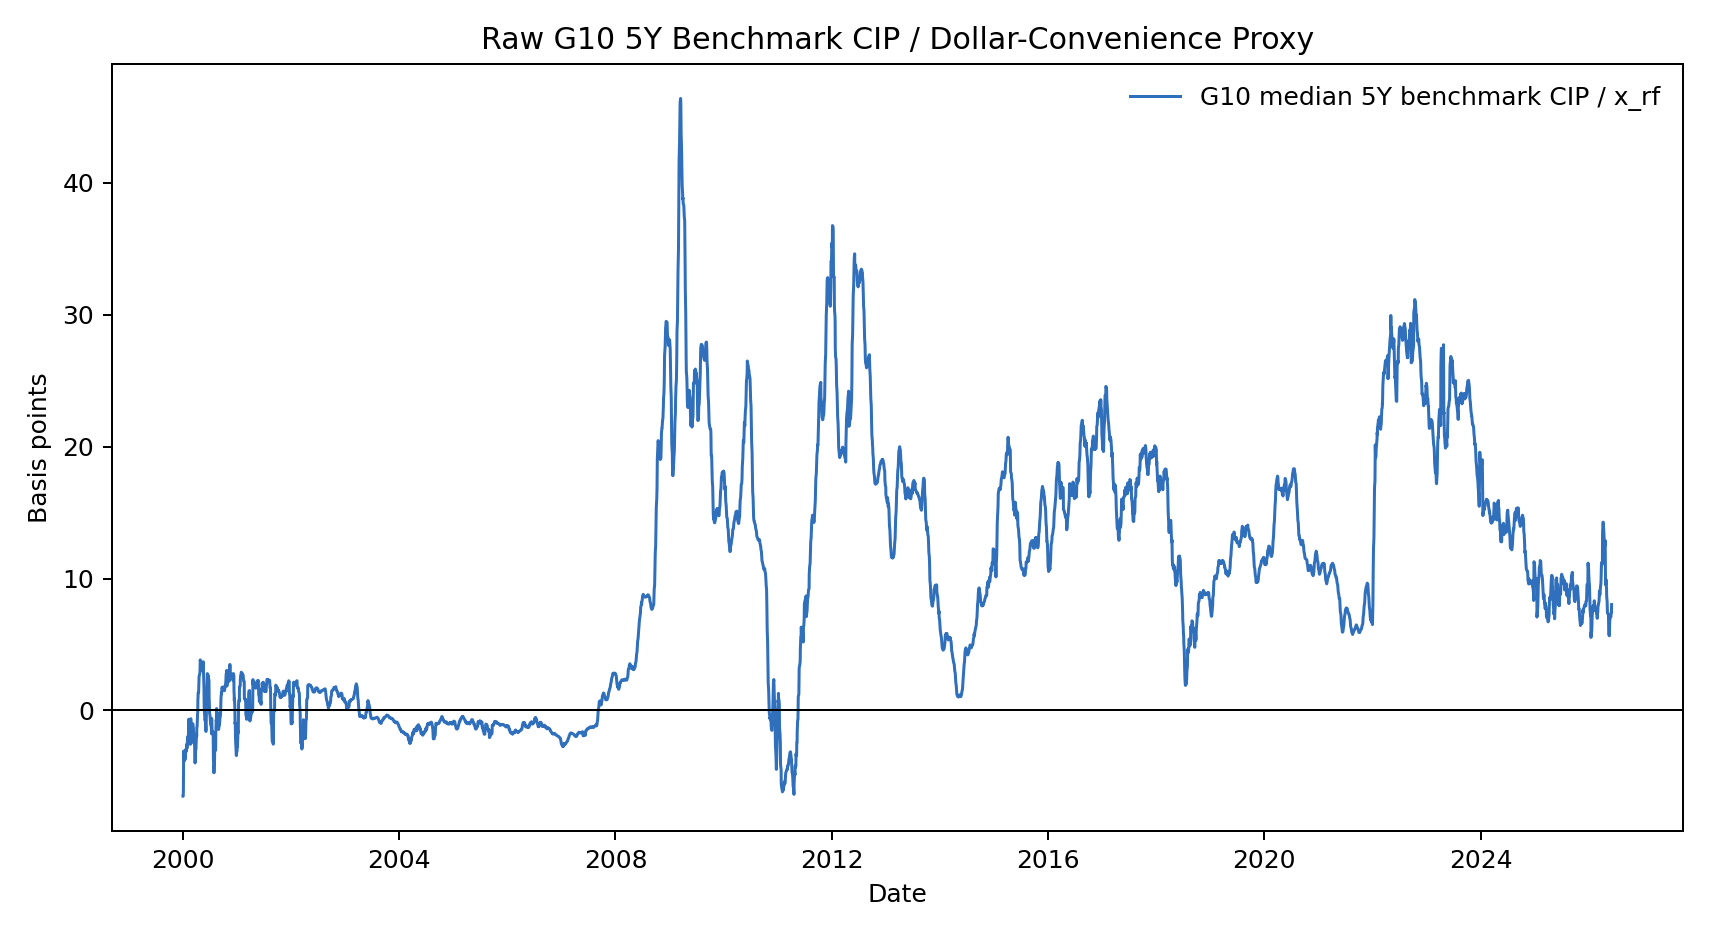 Raw G10 5Y Benchmark CIP / Dollar-Convenience Proxy
G10 median 5Y benchmark CIP / x_rf
Basis points
40
30
20
10
0
2000 2004 2008 2012 2016 2020 2024
Date